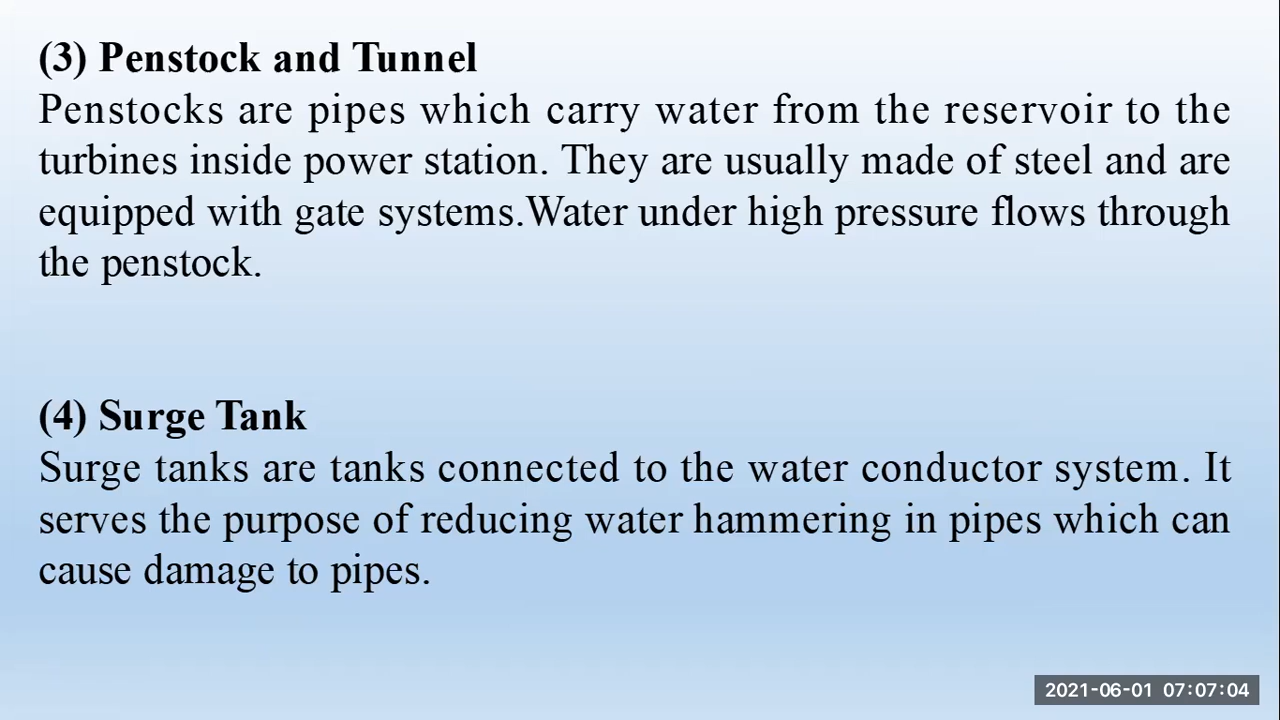 (3) Penstock and Tunnel
Penstocks are pipes which carry water from the reservoir to the
turbines inside power station. They are usually made of steel and are
equipped with gate systems.Water under high pressure flows through
the penstock.
(4) Surge Tank
Surge tanks are tanks connected to the water conductor system. It
serves the purpose of reducing water hammering in pipes which can
cause damage to pipes.
2021-06-01 07:07:04